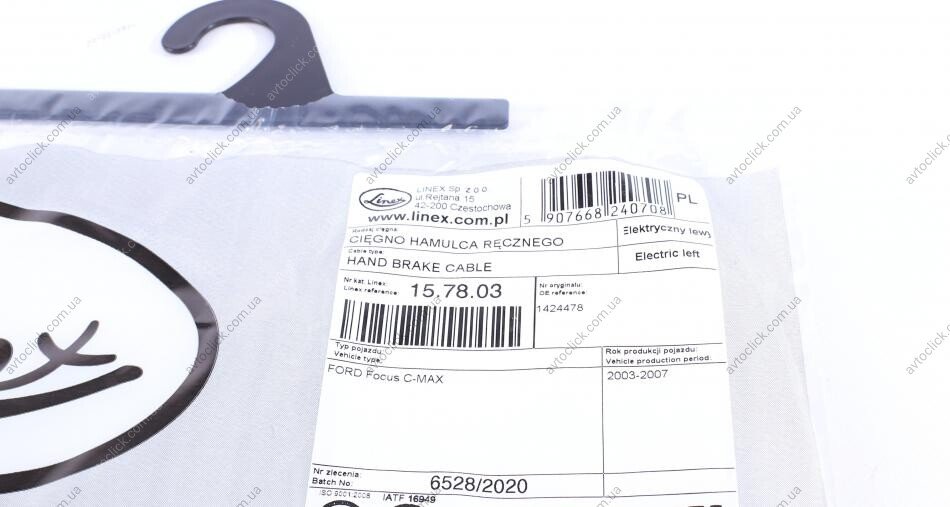 LINEX Sp. z o.o.
ul. Rejtana 15
42-200 Czestochowa
Linex
www.linex.com.pl
5 907668 240708
PL
Rodzaj cięgna:
CIĘGNO HAMULCA RĘCZNEGO
Elektryczny lewy
Cable type:
HAND BRAKE CABLE
Electric left
Nr kat. Linex:
Linex reference:
15.78.03
Nr oryginału:
OE reference:
1424478
Typ pojazdu:
Vehicle type:
FORD Focus C-MAX
Rok produkcji pojazdu:
Vehicle production period:
2003-2007
Nr zlecenia:
Batch No:
6528/2020
ISO 9001:2008 IATF 16949
avtoclick.com.ua